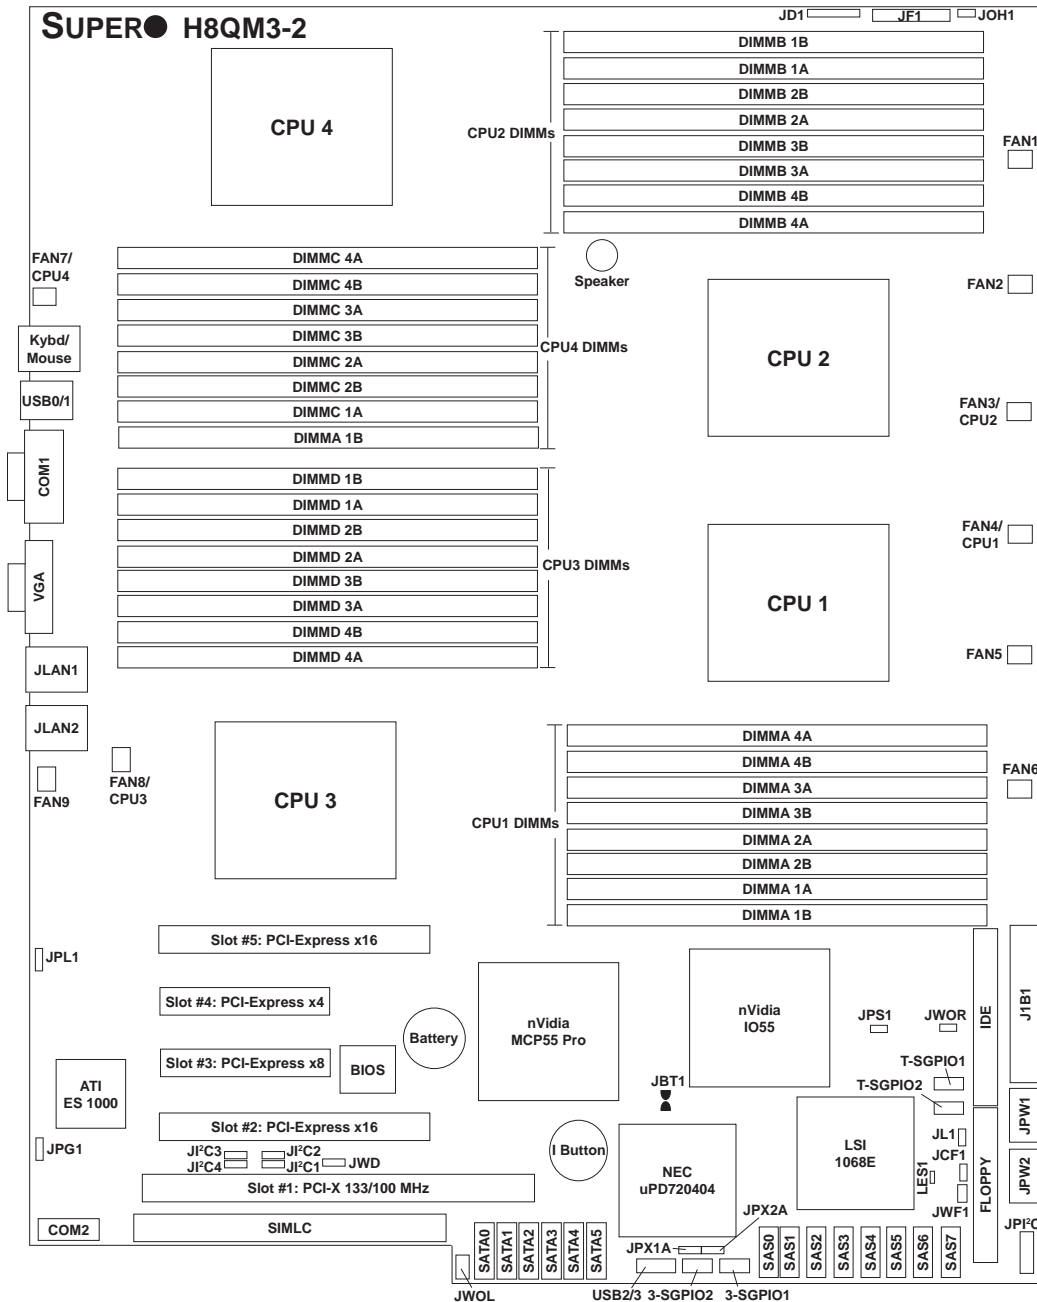 SUPER● H8QM3-2
JD1
JF1
JOH1
DIMMB 1B
DIMMB 1A
DIMMB 2B
DIMMB 2A
DIMMB 3B
DIMMB 3A
DIMMB 4B
DIMMB 4A
CPU2 DIMMs
CPU 4
FAN1
FAN7/
CPU4
Speaker
FAN2
DIMMC 4A
DIMMC 4B
DIMMC 3A
DIMMC 3B
DIMMC 2A
DIMMC 2B
DIMMC 1A
DIMMA 1B
CPU4 DIMMs
Kybd/
Mouse
USB0/1
CPU 2
FAN3/
CPU2
COM1
DIMMD 1B
DIMMD 1A
DIMMD 2B
DIMMD 2A
DIMMD 3B
DIMMD 3A
DIMMD 4B
DIMMD 4A
CPU3 DIMMs
VGA
FAN4/
CPU1
CPU 1
JLAN1
FAN5
JLAN2
FAN9
FAN8/
CPU3
CPU 3
DIMMA 4A
DIMMA 4B
DIMMA 3A
DIMMA 3B
DIMMA 2A
DIMMA 2B
DIMMA 1A
DIMMA 1B
CPU1 DIMMs
FAN6
Slot #5: PCI-Express x16
JPL1
Slot #4: PCI-Express x4
Battery
nVidia
MCP55 Pro
nVidia
IO55
JPS1
JWOR
IDE
J1B1
Slot #3: PCI-Express x8
BIOS
ATI
ES 1000
JBT1
T-SGPIO1
T-SGPIO2
Slot #2: PCI-Express x16
JPG1
JI²C3
JI²C2
JI²C4
JI²C1
JWD
I Button
NEC
uPD720404
LSI
1068E
JL1
JCF1
LES1
JWF1
FLOPPY
JPW1
JPW2
Slot #1: PCI-X 133/100 MHz
COM2
SIMLC
JPX2A
JPX1A
JPI²C
SATA0
SATA1
SATA2
SATA3
SATA4
SATA5
SAS0
SAS1
SAS2
SAS3
SAS4
SAS5
SAS6
SAS7
JWOL
USB2/3
3-SGPIO2
3-SGPIO1